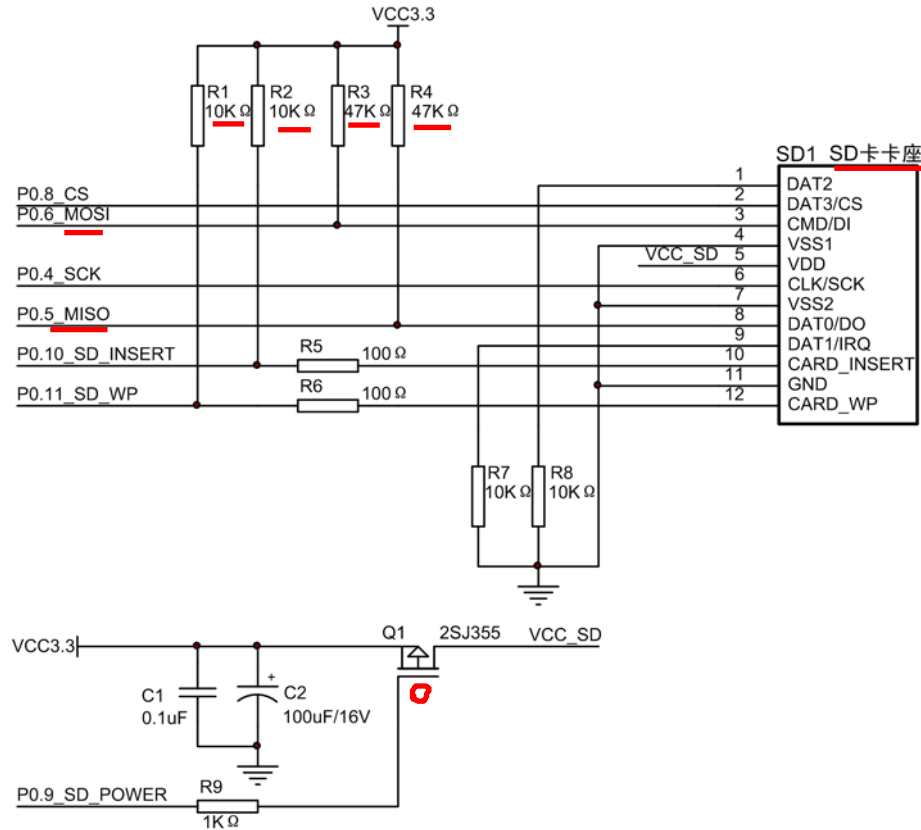 VCC3.3
R1 R2 R3 R4
10KΩ 10KΩ 47KΩ 47KΩ
SD1 SD卡卡座
1 DAT2
P0.8_CS 2 DAT3/CS
P0.6_MOSI 3 CMD/DI
4 VSS1
VCC_SD 5 VDD
P0.4_SCK 6 CLK/SCK
7 VSS2
P0.5_MISO 8 DAT0/DO
9 DAT1/IRQ
P0.10_SD_INSERT R5 100Ω 10 CARD_INSERT
11 GND
P0.11_SD_WP R6 100Ω 12 CARD_WP
R7 R8
10KΩ 10KΩ
VCC3.3 Q1 2SJ355 VCC_SD
C1 + C2
0.1uF 100uF/16V
P0.9_SD_POWER R9
1KΩ